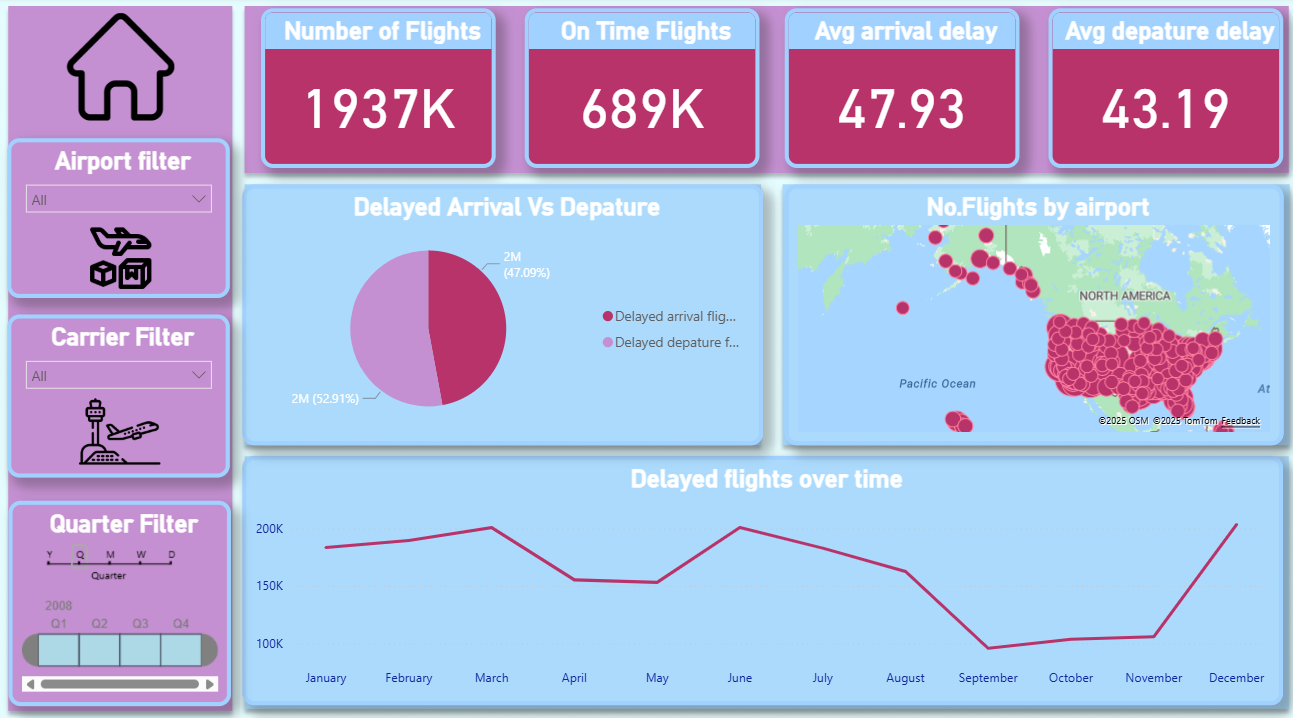 Number of Flights
1937K
On Time Flights
689K
Avg arrival delay
47.93
Avg depature delay
43.19
Airport filter
All
Carrier Filter
All
Quarter Filter
Y Q M W D
Quarter
2008
Q1 Q2 Q3 Q4
Delayed Arrival Vs Depature
2M
(47.09%)
2M (52.91%)
Delayed arrival flig...
Delayed depature f...
No.Flights by airport
NORTH AMERICA
Pacific Ocean
At
©2025 OSM ©2025 TomTom Feedback
Delayed flights over time
200K
150K
100K
January February March April May June July August September October November December